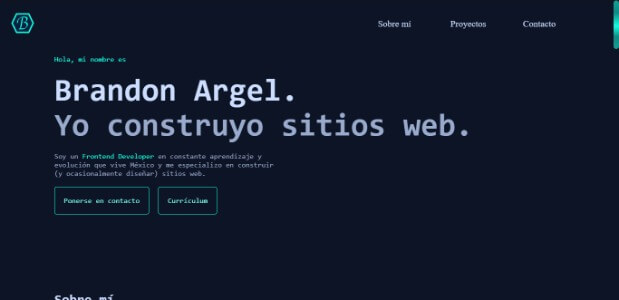 B
Sobre mí
Proyectos
Contacto
Hola, mi nombre es
Brandon Argel.
Yo construyo sitios web.
Soy un Frontend Developer en constante aprendizaje y
evolución que vive México y me especializo en construir
(y ocasionalmente diseñar) sitios web.
Ponerse en contacto
Currículum
Sobre mí